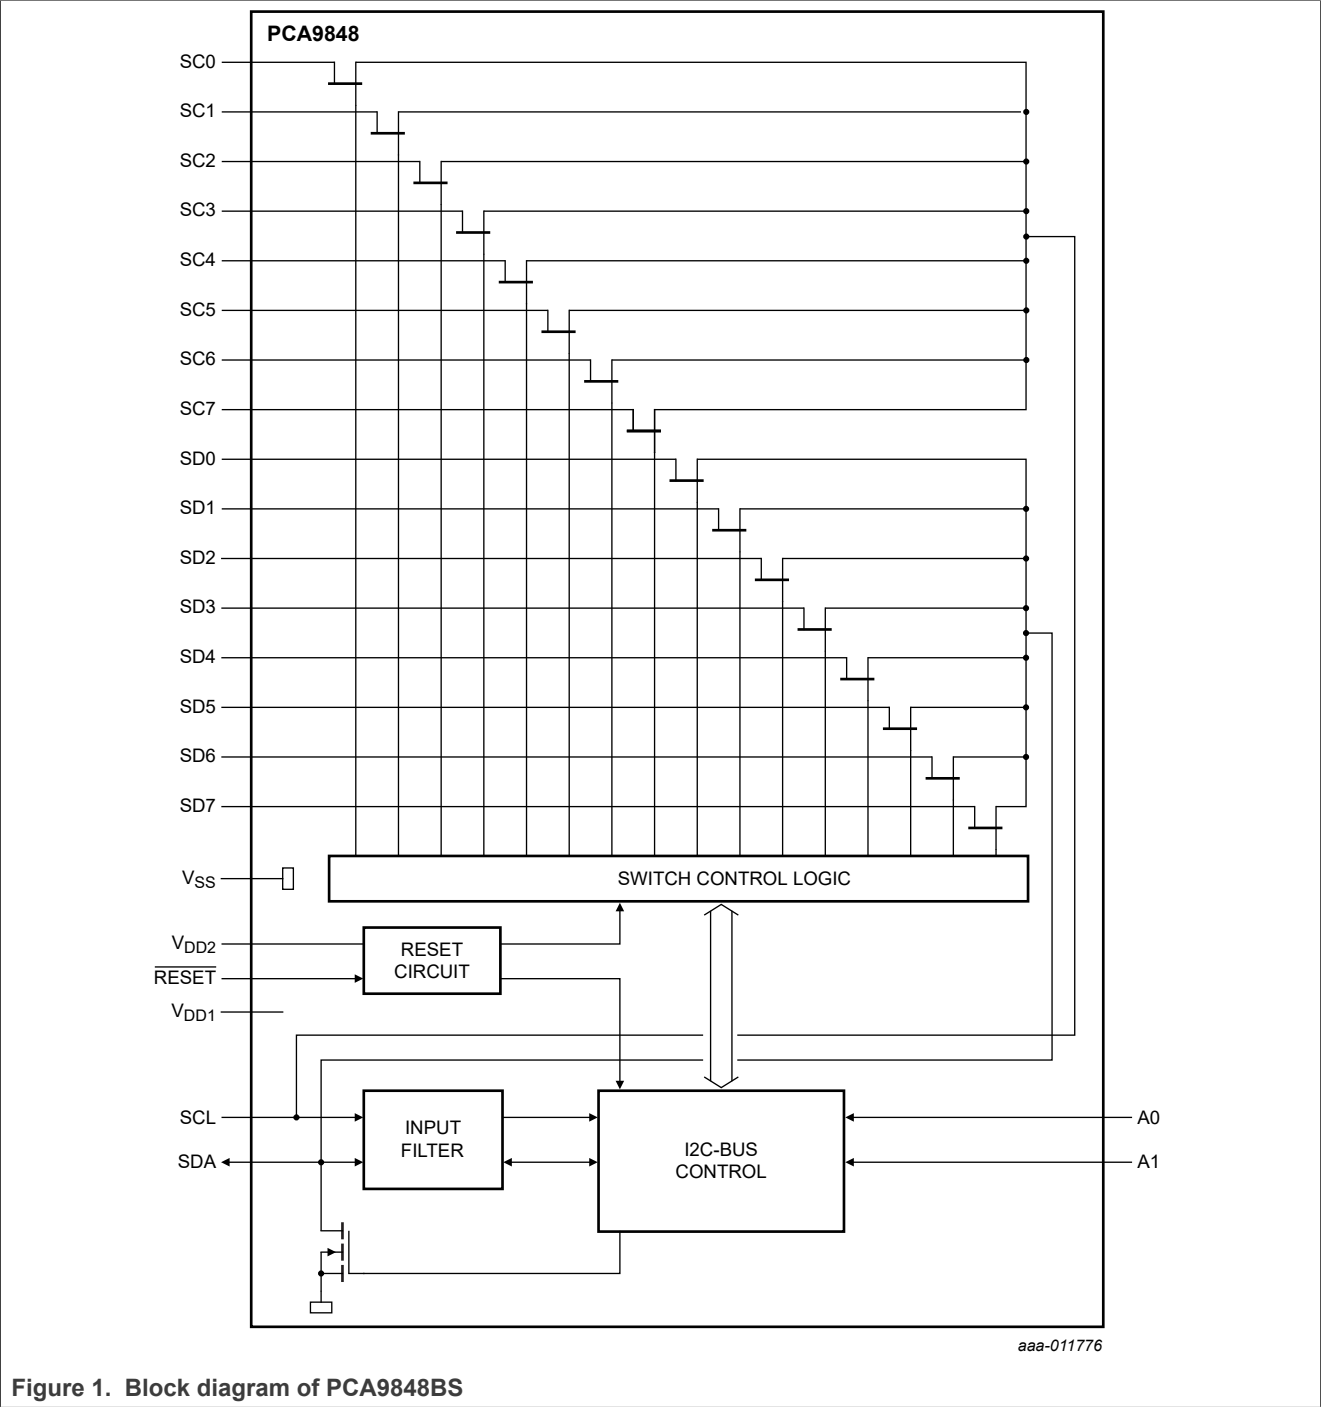 PCA9848
SC0
SC1
SC2
SC3
SC4
SC5
SC6
SC7
SD0
SD1
SD2
SD3
SD4
SD5
SD6
SD7
VSS
SWITCH CONTROL LOGIC
VDD2
RESET
CIRCUIT
RESET
VDD1
SCL
INPUT
FILTER
SDA
I2C-BUS
CONTROL
A0
A1
aaa-011776
Figure 1. Block diagram of PCA9848BS